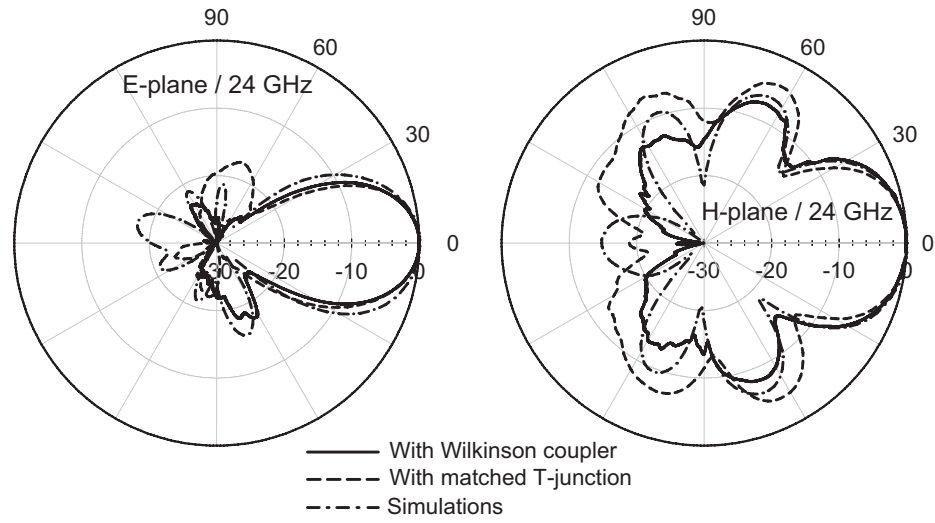 90
60
E-plane / 24 GHz
30
0
-30 -20 -10 0
90
60
30
H-plane / 24 GHz
0
-30 -20 -10 0
With Wilkinson coupler
With matched T-junction
Simulations